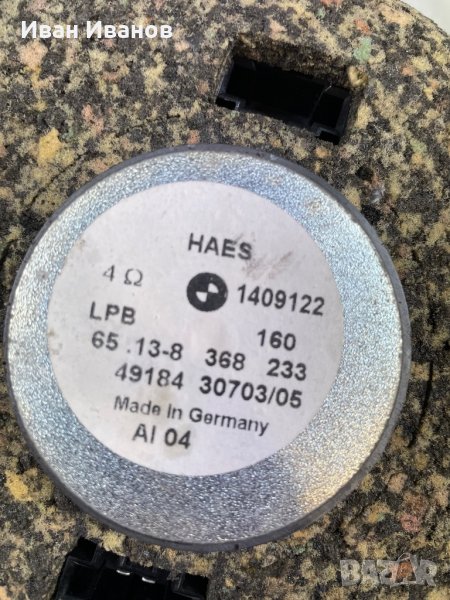 Иван Иванов
HAES
4 Ω 1409122
LPB 160
65 .13-8 368 233
49184 30703/05
Made in Germany
AI 04
BAZAR